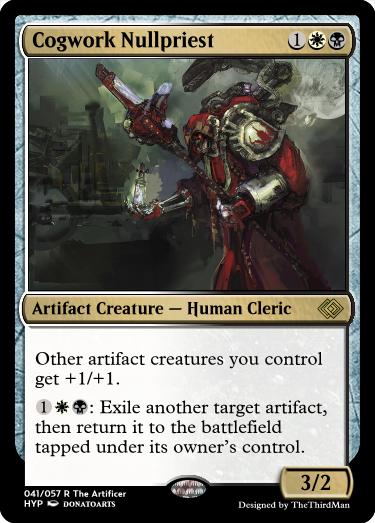 Cogwork Nullpriest 1
Artifact Creature — Human Cleric
Other artifact creatures you control
get +1/+1.
1: Exile another target artifact,
then return it to the battlefield
tapped under its owner's control.
3/2
041/057 R The Artificer
HYP DONATOARTS
Designed by TheThirdMan